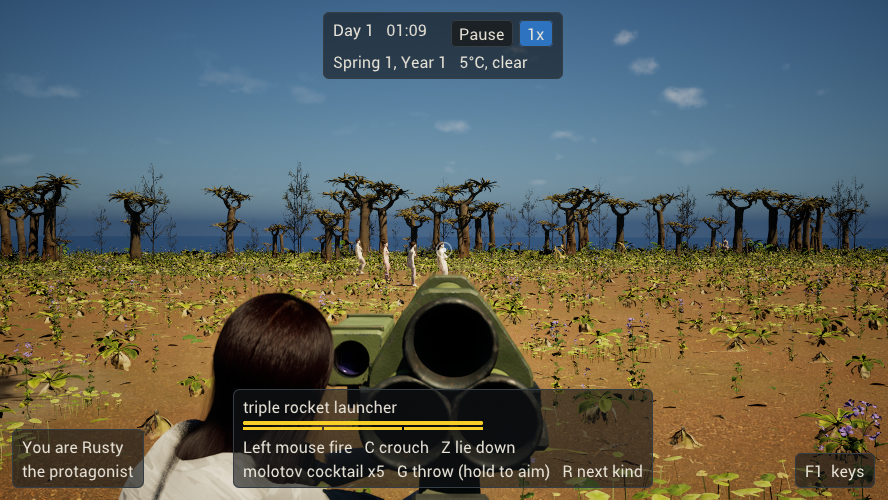 Day 1 01:09 Pause 1x
Spring 1, Year 1 5°C, clear
triple rocket launcher
Left mouse fire C crouch Z lie down
molotov cocktail x5 G throw (hold to aim) R next kind
You are Rusty
the protagonist
F1 keys